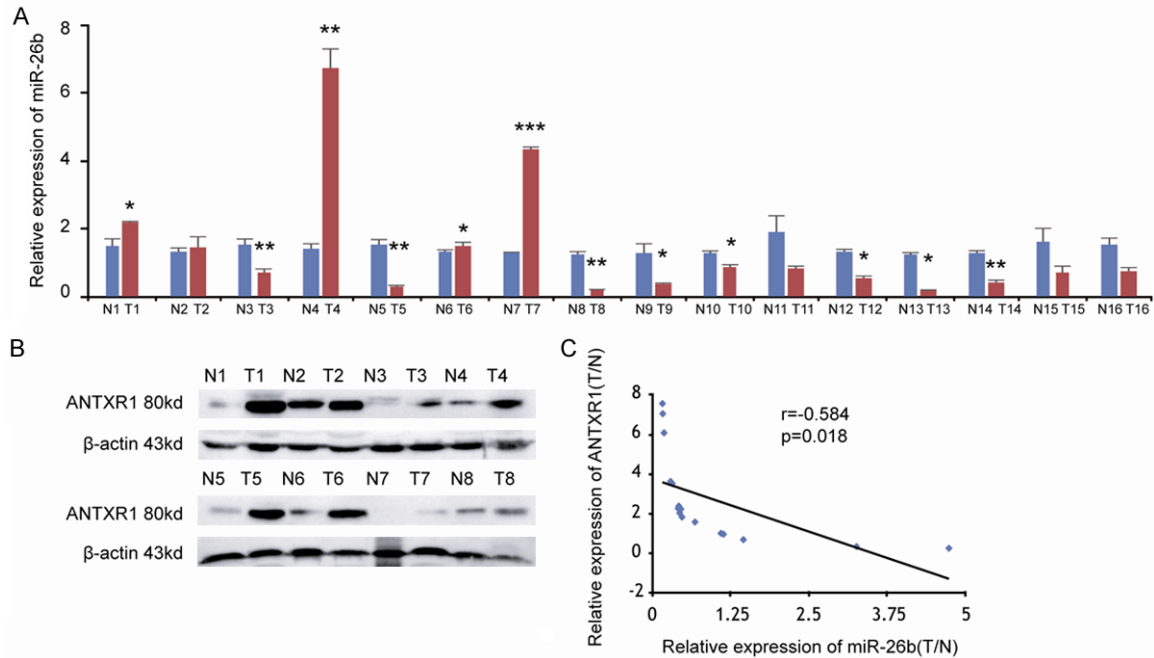 A
Relative expression of miR-26b
8
6
4
2
0
* ** ** ** * *** ** * * * * **
N1 T1 N2 T2 N3 T3 N4 T4 N5 T5 N6 T6 N7 T7 N8 T8 N9 T9 N10 T10 N11 T11 N12 T12 N13 T13 N14 T14 N15 T15 N16 T16
B
N1 T1 N2 T2 N3 T3 N4 T4
ANTXR1 80kd
β-actin 43kd
N5 T5 N6 T6 N7 T7 N8 T8
ANTXR1 80kd
β-actin 43kd
C
Relative expression of ANTXR1(T/N)
8
6
4
2
0
-2
r=-0.584
p=0.018
0 1.25 2.5 3.75 5
Relative expression of miR-26b(T/N)